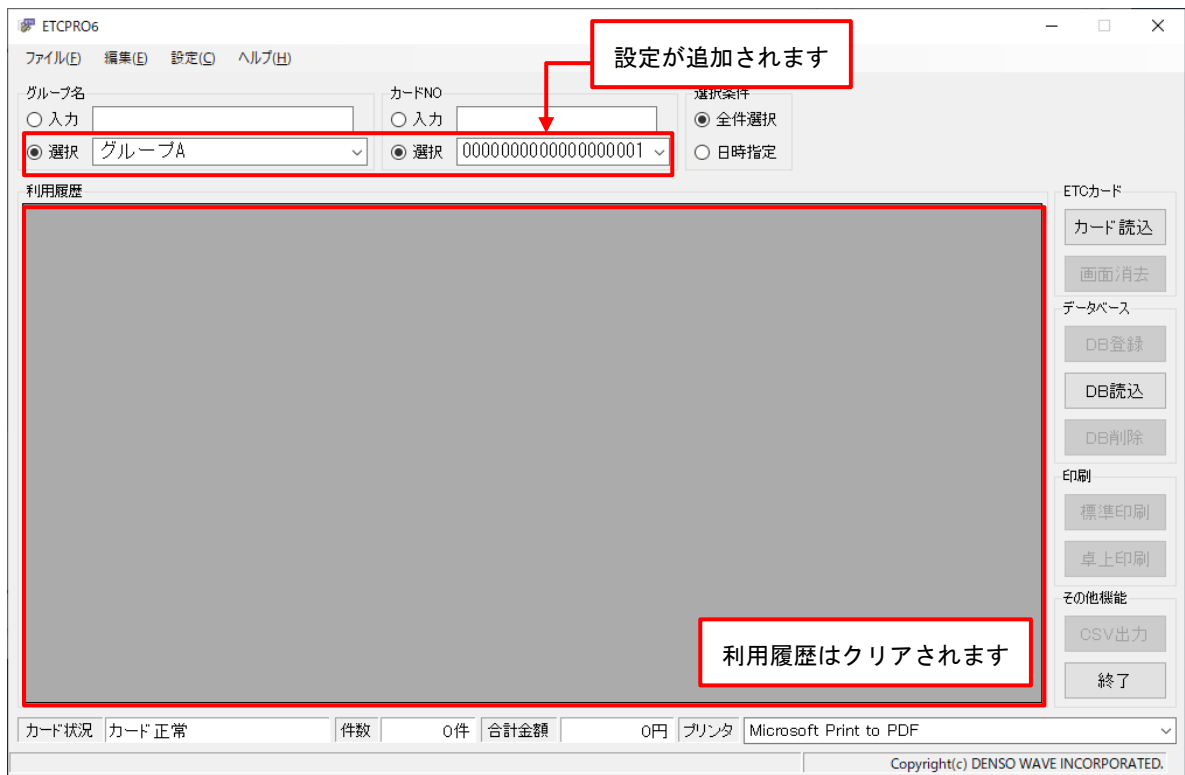 ETCPRO6
ファイル(F) 編集(E) 設定(C) ヘルプ(H)
設定が追加されます
グループ名
カードNO
選択条件
入力
入力
全件選択
選択 グループA
選択 0000000000000000001
日時指定
利用履歴
ETCカード
カード読込
画面消去
データベース
DB登録
DB読込
DB削除
印刷
標準印刷
卓上印刷
その他機能
CSV出力
利用履歴はクリアされます
終了
カード状況 カード正常 件数 0件 合計金額 0円 プリンタ Microsoft Print to PDF
Copyright(c) DENSO WAVE INCORPORATED.